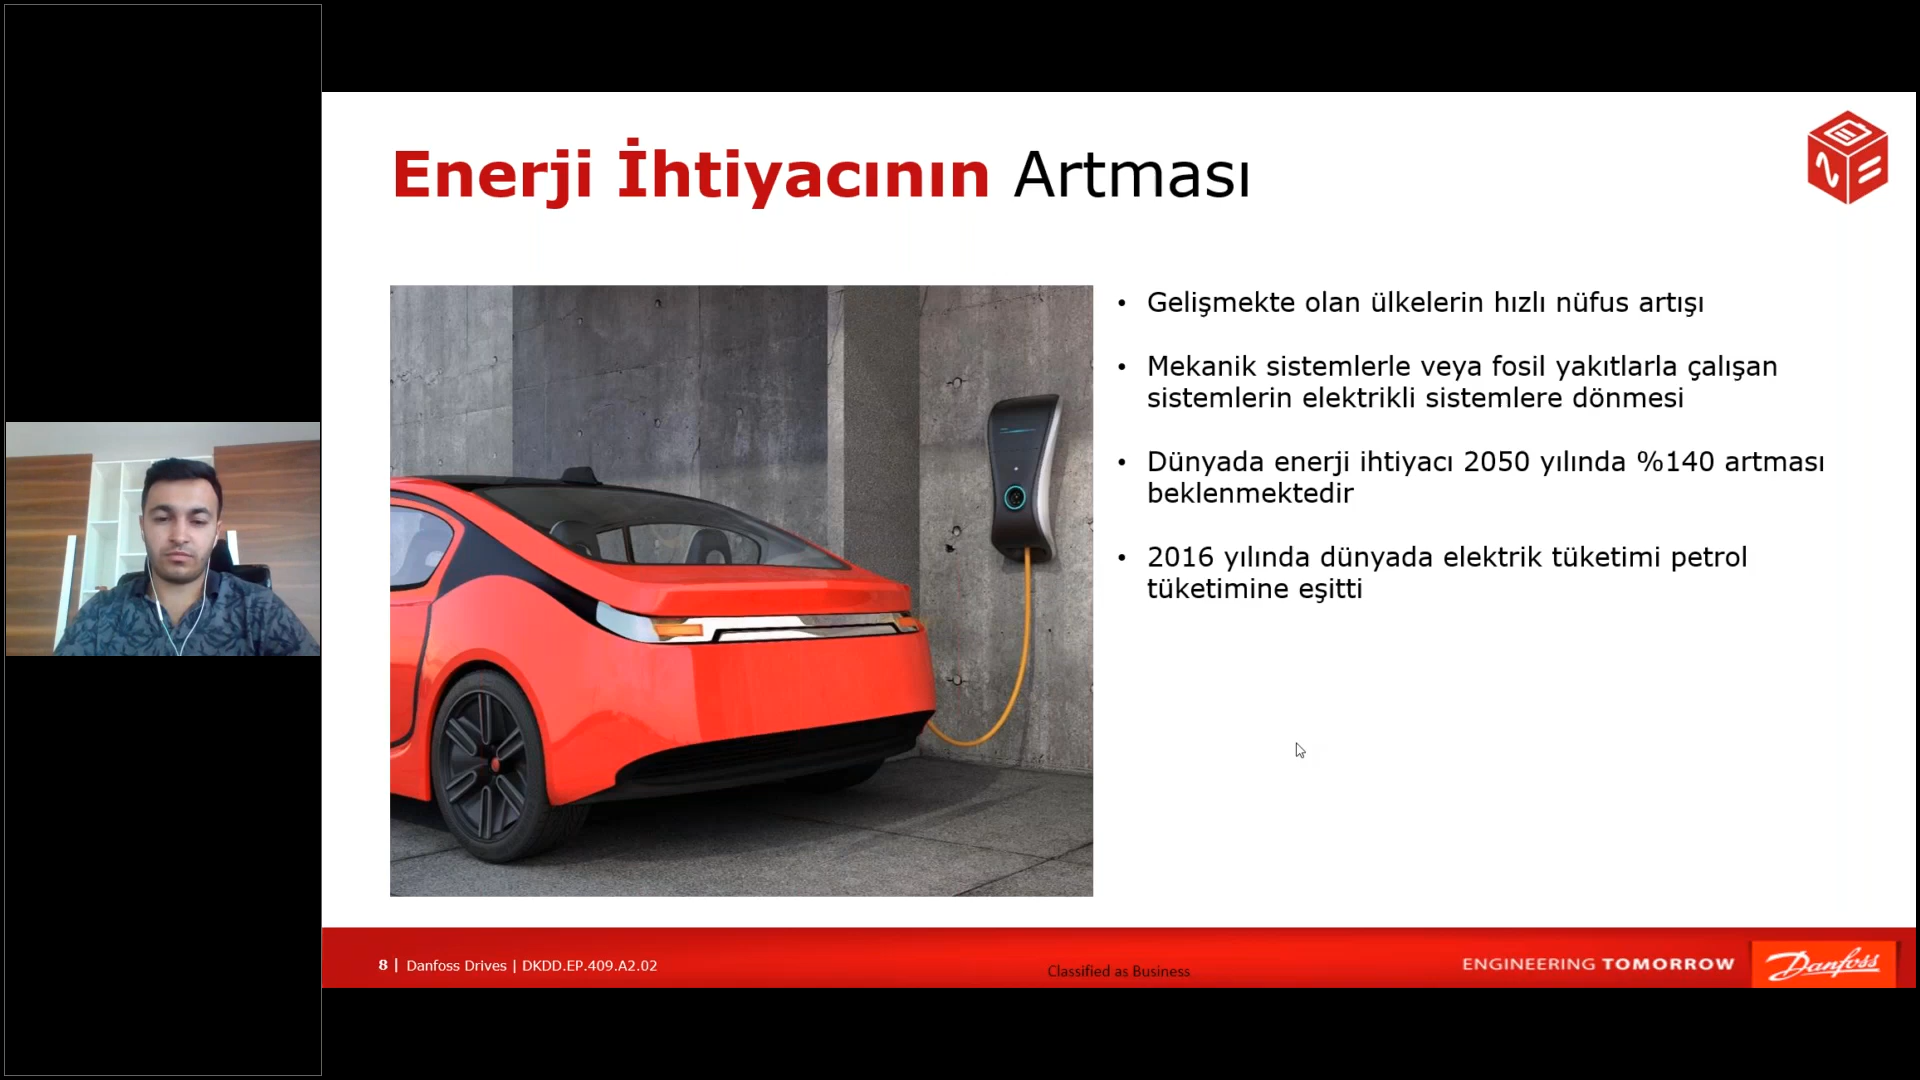 Enerji İhtiyacının Artması
• Gelişmekte olan ülkelerin hızlı nüfus artışı
• Mekanik sistemlerle veya fosil yakıtlarla çalışan
sistemlerin elektrikli sistemlere dönmesi
• Dünyada enerji ihtiyacı 2050 yılında %140 artması
beklenmektedir
• 2016 yılında dünyada elektrik tüketimi petrol
tüketimine eşitti
8 | Danfoss Drives | DKDD.EP.409.A2.02
Classified as Business
ENGINEERING TOMORROW
Danfoss